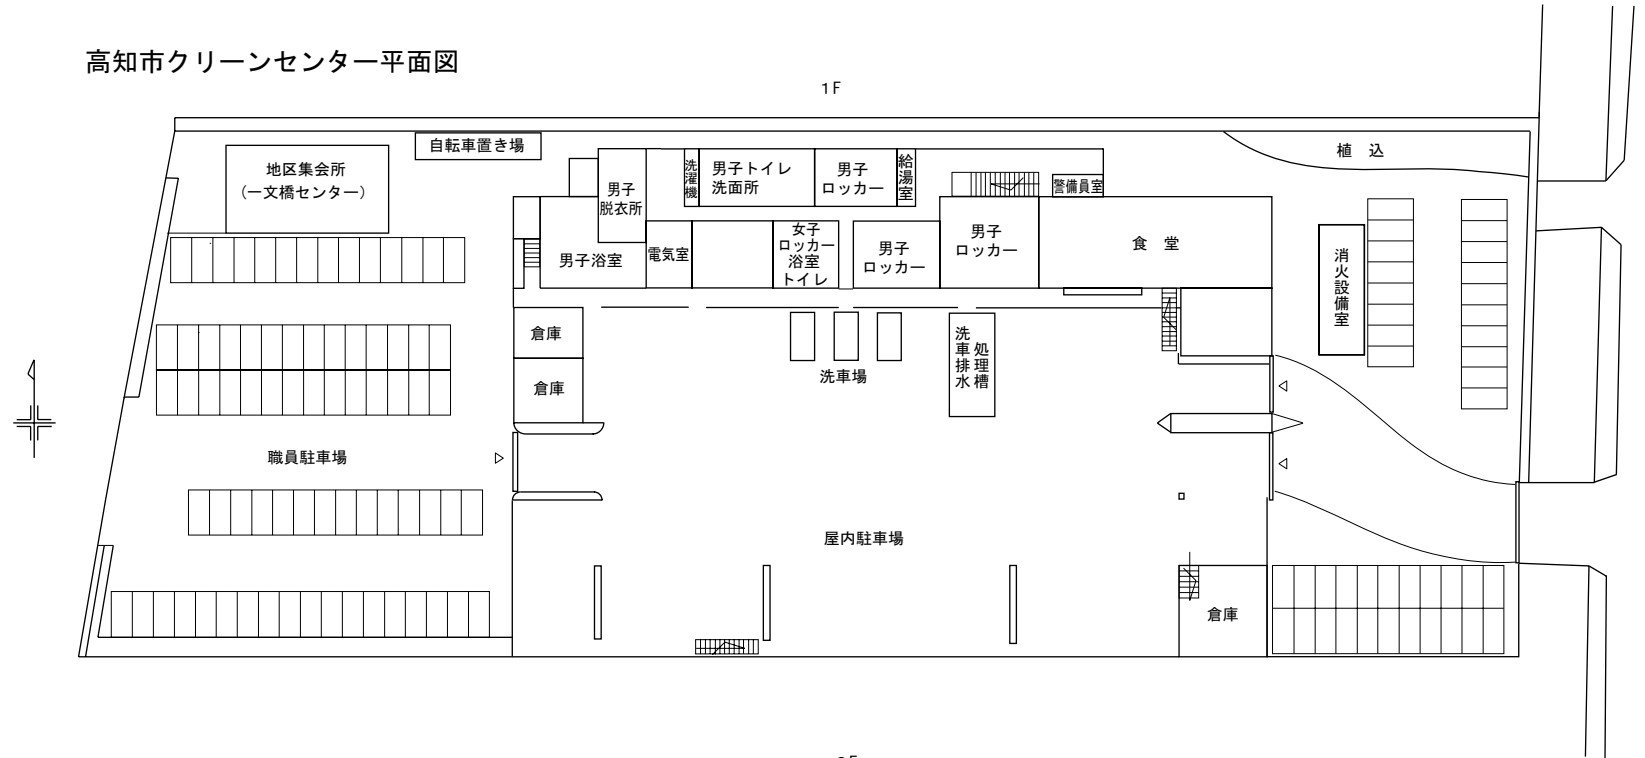 高知市クリーンセンター平面図
1F
自転車置き場
地区集会所
(一文橋センター)
洗濯機
男子トイレ
洗面所
男子
ロッカー
給湯室
男子
脱衣所
警備員室
植 込
電気室
男子浴室
女子
ロッカー
浴室
トイレ
男子
ロッカー
男子
ロッカー
食 堂
消火設備室
倉庫
倉庫
洗車場
洗車排水
処理槽
職員駐車場
屋内駐車場
倉庫